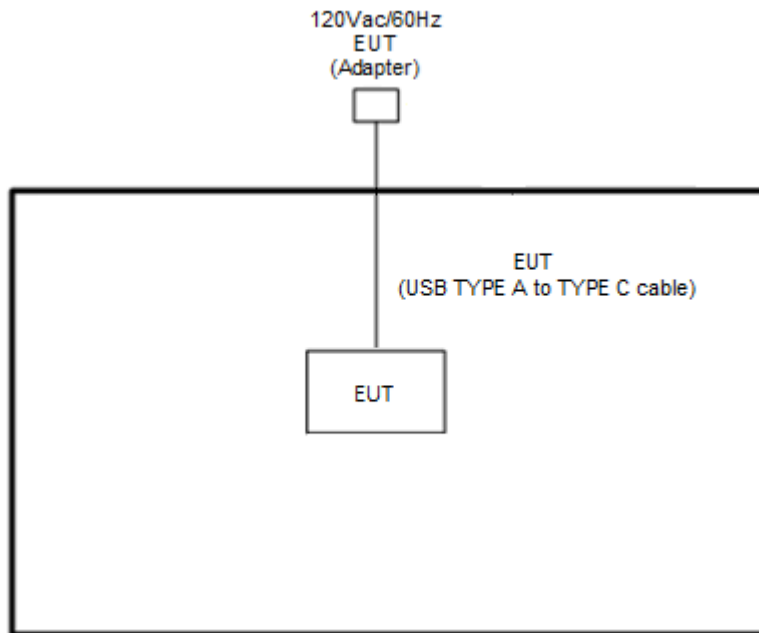 120Vac/60Hz
EUT
(Adapter)
EUT
(USB TYPE A to TYPE C cable)
EUT